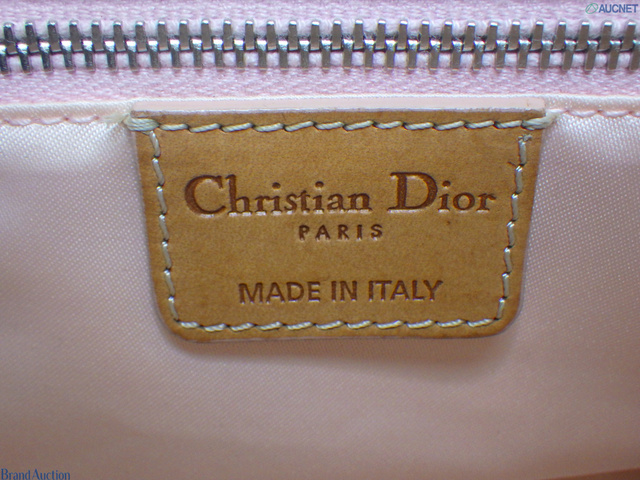 AUCNET
Christian Dior
PARIS
MADE IN ITALY
Brand Auction